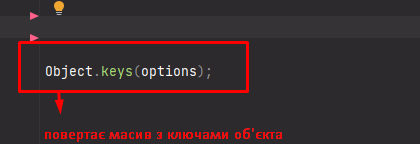 Object.keys(options);
повертає масив з ключами об'єкта